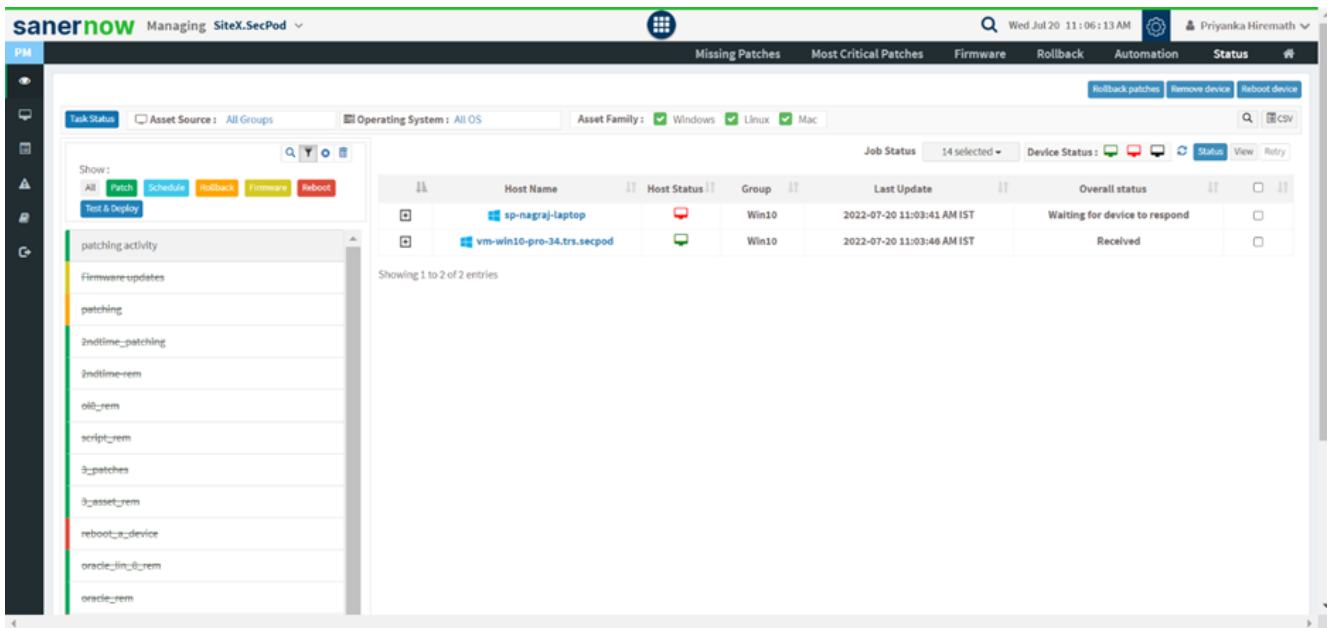 sanernow Managing SiteX.SecPod Wed Jul 20 11:06:13 AM Priyanka Hiremath
PM Missing Patches Most Critical Patches Firmware Rollback Automation Status
Rollback patches Remove device Reboot device
Task Status Asset Source : All Groups Operating System : All OS Asset Family : Windows Linux Mac CSV
Job Status 14 selected Device Status : Status View Retry
Show :
All Patch Schedule Rollback Firmware Reboot
Test & Deploy
Host Name Host Status Group Last Update Overall status
sp-nagraj-laptop Win10 2022-07-20 11:03:41 AM IST Waiting for device to respond
vm-win10-pro-34.trs.secpod Win10 2022-07-20 11:03:46 AM IST Received
Showing 1 to 2 of 2 entries
patching activity
Firmware updates
patching
2ndtime_patching
2ndtime-rem
ol8_rem
script_rem
3_patches
3_asset_rem
reboot_a_device
oracle_lin_8_rem
oracle_rem